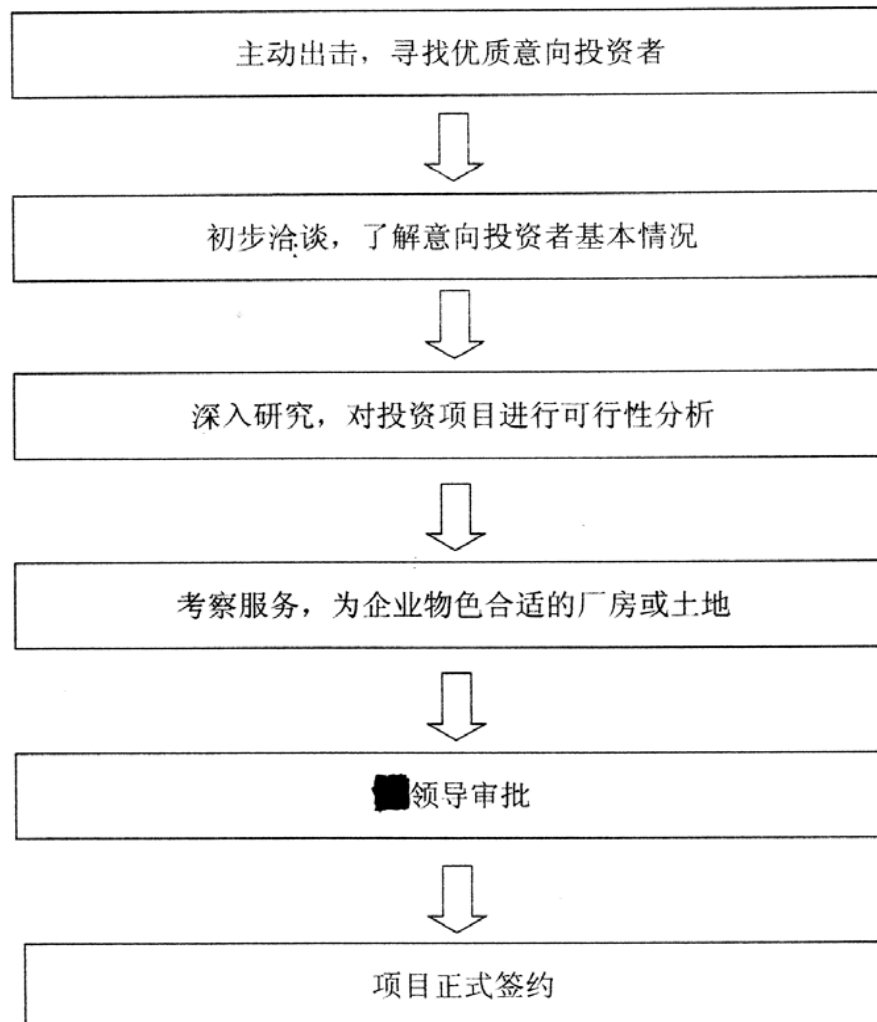 主动出击，寻找优质意向投资者
初步洽谈，了解意向投资者基本情况
深入研究，对投资项目进行可行性分析
考察服务，为企业物色合适的厂房或土地
领导审批
项目正式签约